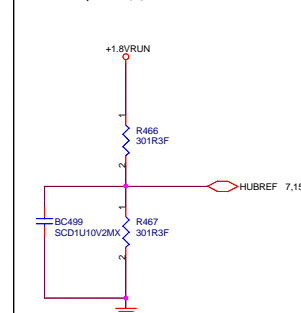 +1.8VRUN
1
R466
301R3F
2
HUBREF 7,15
1
BC499
SCD1U10V2MX
R467
301R3F
2